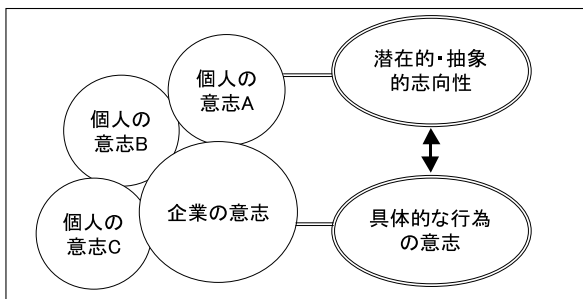 個人の
意志A
個人の
意志B
個人の
意志C
企業の意志
潜在的・抽象
的志向性
具体的な行為
の意志